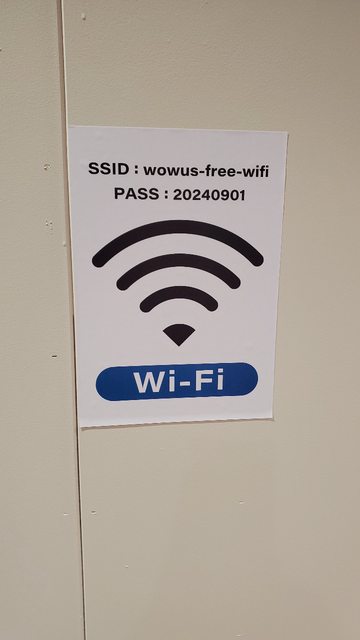 SSID : wowus-free-wifi
PASS : 20240901
Wi-Fi